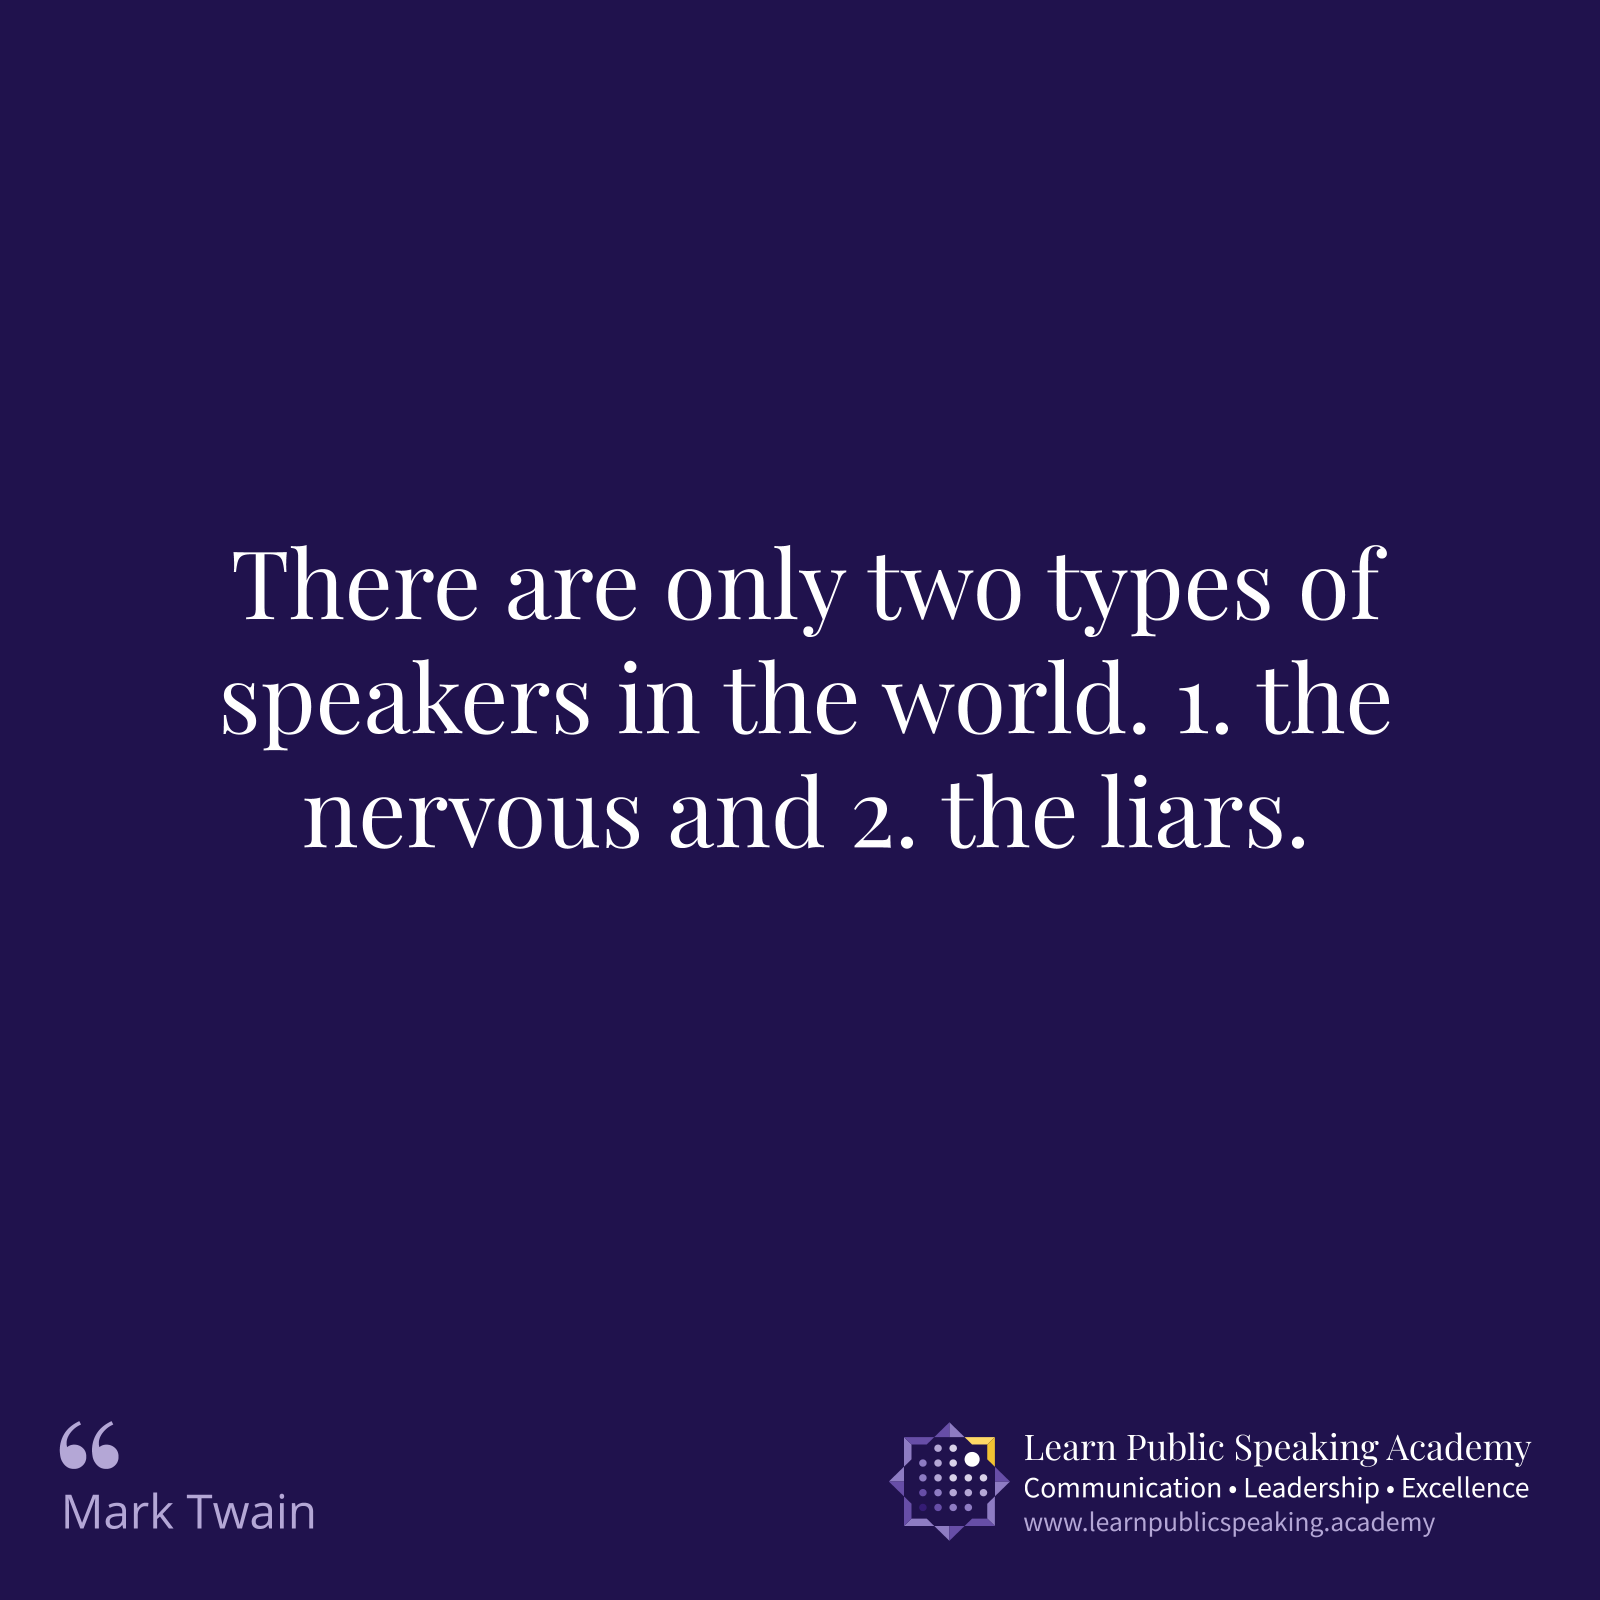 There are only two types of
speakers in the world. 1. the
nervous and 2. the liars.
Mark Twain
Learn Public Speaking Academy
Communication • Leadership • Excellence
www.learnpublicspeaking.academy